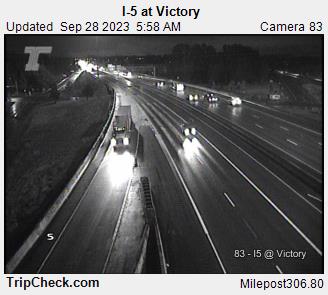 I-5 at Victory
Updated Sep 28 2023 5:58 AM Camera 83
T
S
83 - I5 @ Victory
TripCheck.com Milepost306.80